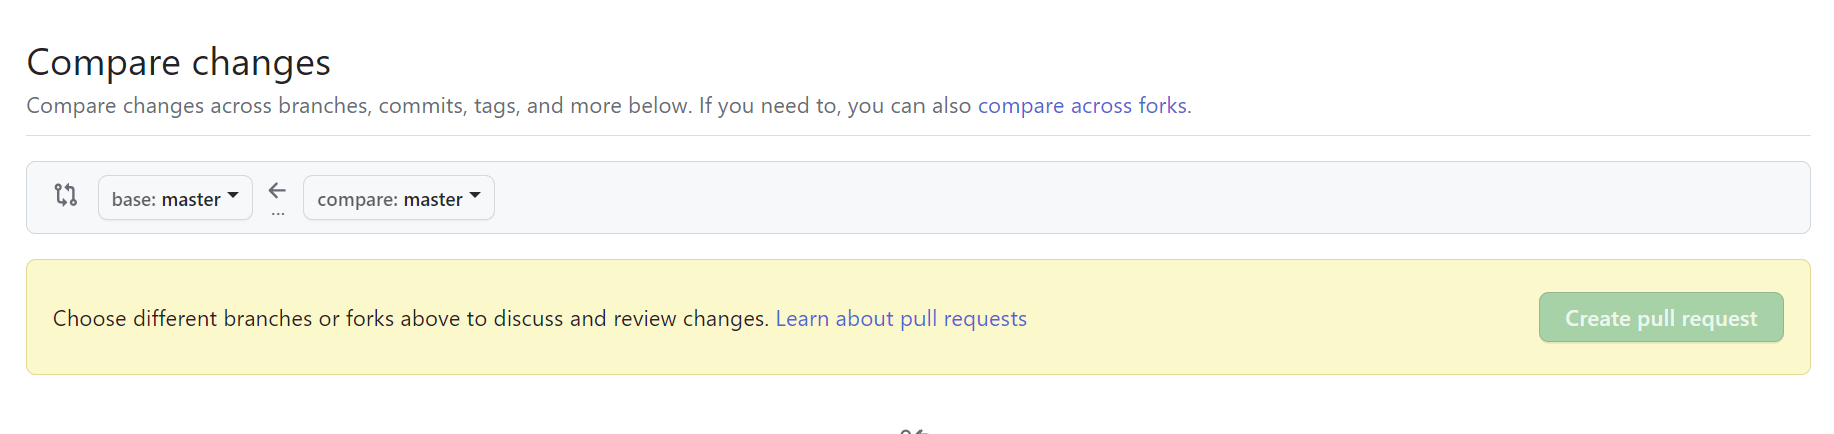 Compare changes
Compare changes across branches, commits, tags, and more below. If you need to, you can also compare across forks.
base: master ... compare: master
Choose different branches or forks above to discuss and review changes. Learn about pull requests Create pull request